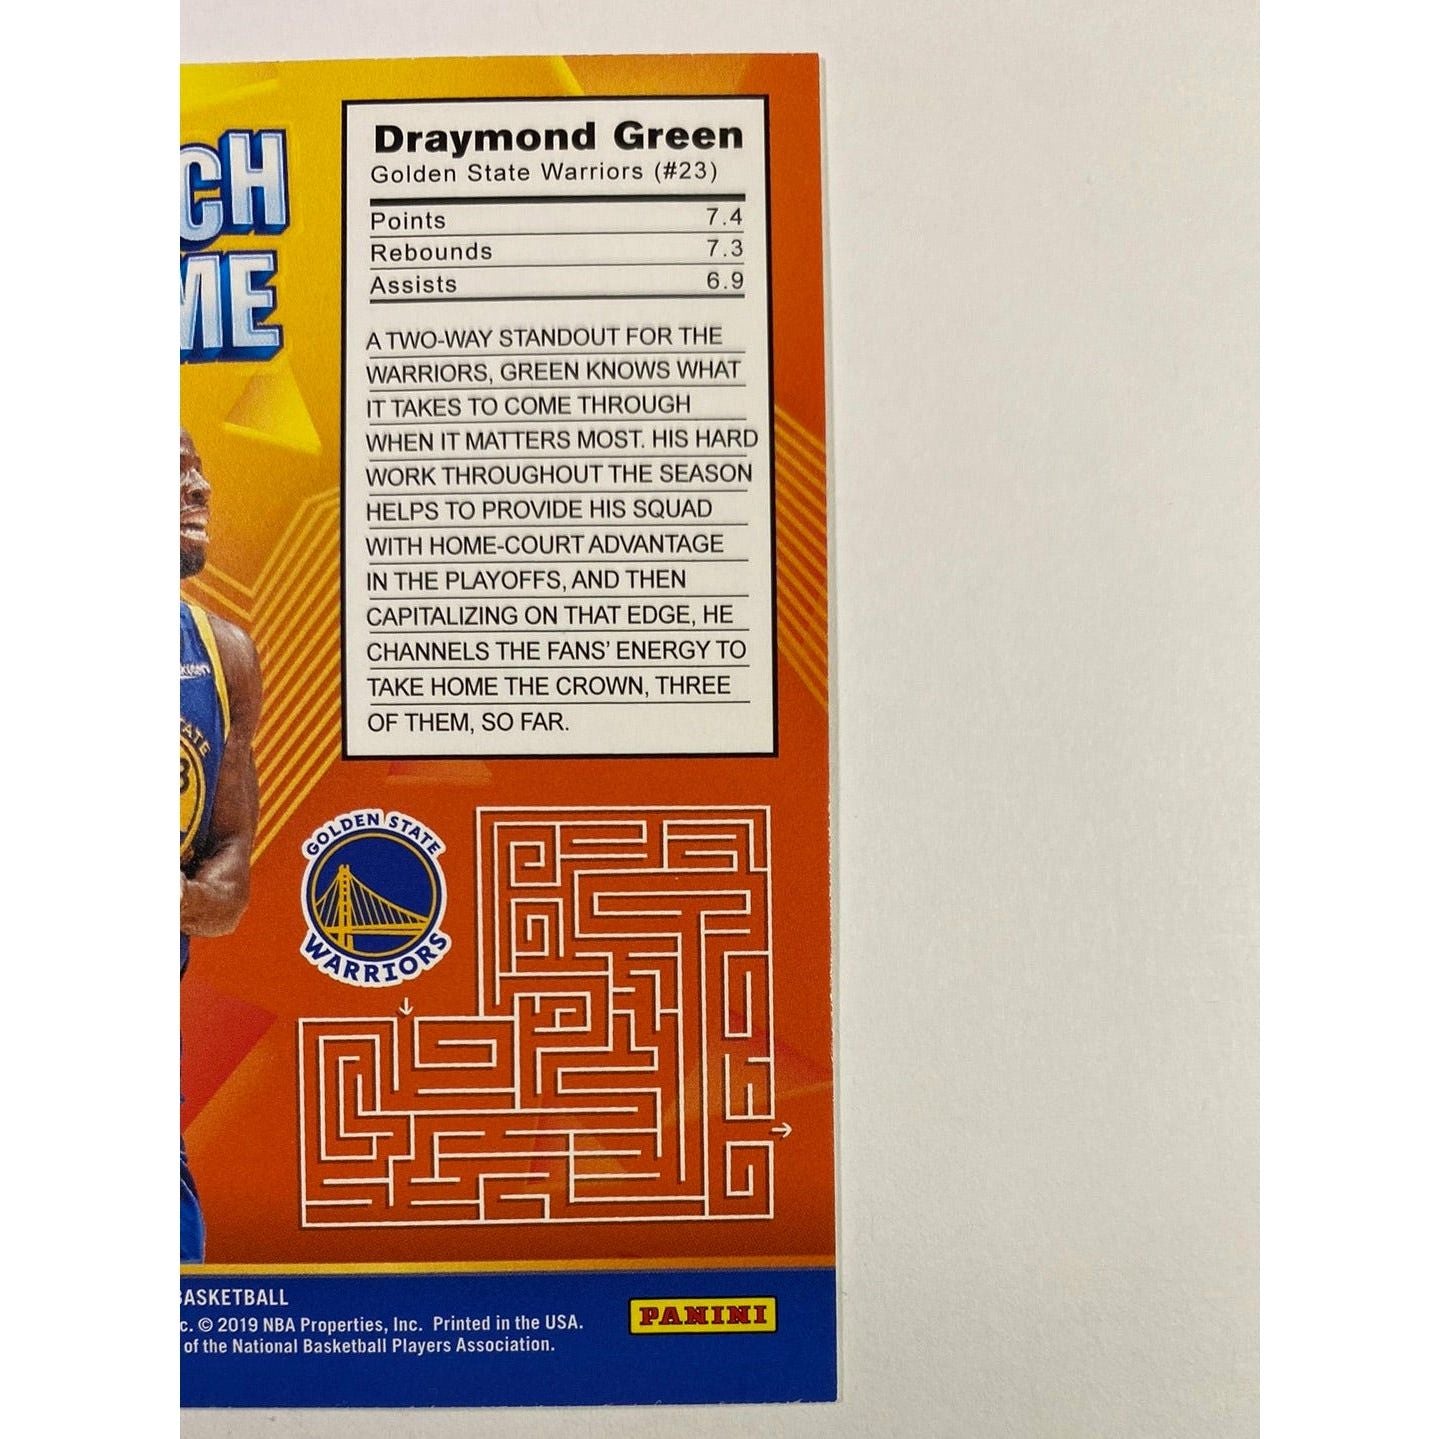 CH
ME
Draymond Green
Golden State Warriors (#23)
Points 7.4
Rebounds 7.3
Assists 6.9
A TWO-WAY STANDOUT FOR THE
WARRIORS, GREEN KNOWS WHAT
IT TAKES TO COME THROUGH
WHEN IT MATTERS MOST. HIS HARD
WORK THROUGHOUT THE SEASON
HELPS TO PROVIDE HIS SQUAD
WITH HOME-COURT ADVANTAGE
IN THE PLAYOFFS, AND THEN
CAPITALIZING ON THAT EDGE, HE
CHANNELS THE FANS' ENERGY TO
TAKE HOME THE CROWN, THREE
OF THEM, SO FAR.
GOLDEN STATE
WARRIORS
BASKETBALL
c. © 2019 NBA Properties, Inc. Printed in the USA.
of the National Basketball Players Association.
PANINI